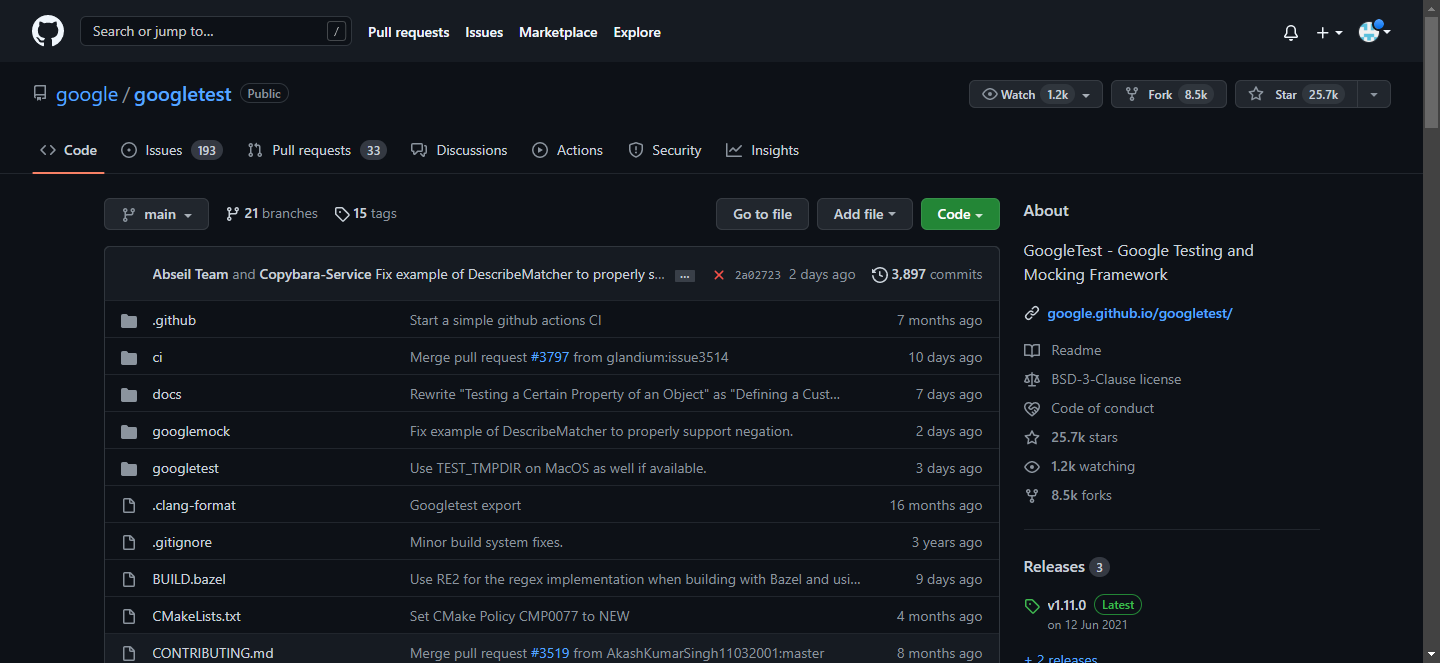 Search or jump to... /
Pull requests Issues Marketplace Explore
google / googletest Public
Watch 1.2k Fork 8.5k Star 25.7k
Code Issues 193 Pull requests 33 Discussions Actions Security Insights
main 21 branches 15 tags Go to file Add file Code
Abseil Team and Copybara-Service Fix example of DescribeMatcher to properly s... ... 2a02723 2 days ago 3,897 commits
.github Start a simple github actions CI 7 months ago
ci Merge pull request #3797 from glandium:issue3514 10 days ago
docs Rewrite "Testing a Certain Property of an Object" as "Defining a Cust... 7 days ago
googlemock Fix example of DescribeMatcher to properly support negation. 2 days ago
googletest Use TEST_TMPDIR on MacOS as well if available. 3 days ago
.clang-format Googletest export 16 months ago
.gitignore Minor build system fixes. 3 years ago
BUILD.bazel Use RE2 for the regex implementation when building with Bazel and usi... 9 days ago
CMakeLists.txt Set CMake Policy CMP0077 to NEW 4 months ago
CONTRIBUTING.md Merge pull request #3519 from AkashKumarSingh11032001:master 8 months ago
About
GoogleTest - Google Testing and
Mocking Framework
google.github.io/googletest/
Readme
BSD-3-Clause license
Code of conduct
25.7k stars
1.2k watching
8.5k forks
Releases 3
v1.11.0 Latest
on 12 Jun 2021
+ 2 releases